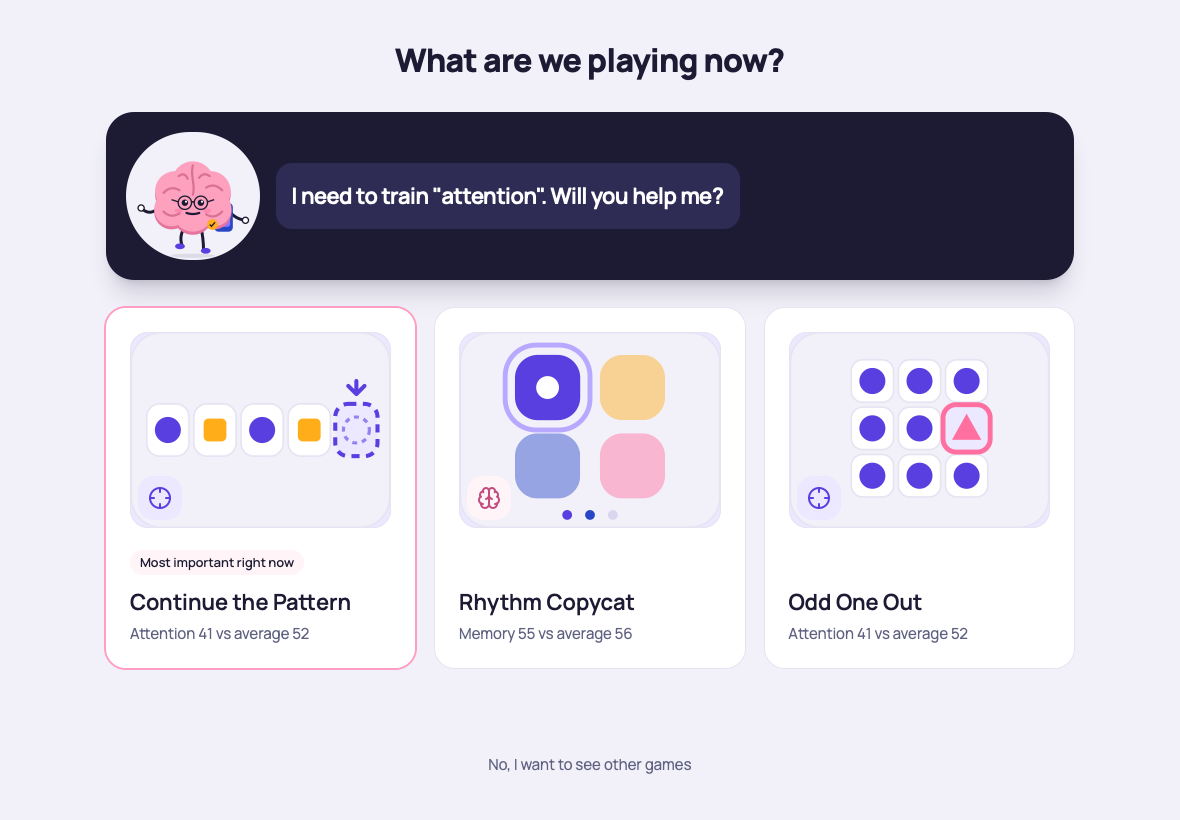 What are we playing now?
I need to train "attention". Will you help me?
Most important right now
Continue the Pattern
Attention 41 vs average 52
Rhythm Copycat
Memory 55 vs average 56
Odd One Out
Attention 41 vs average 52
No, I want to see other games